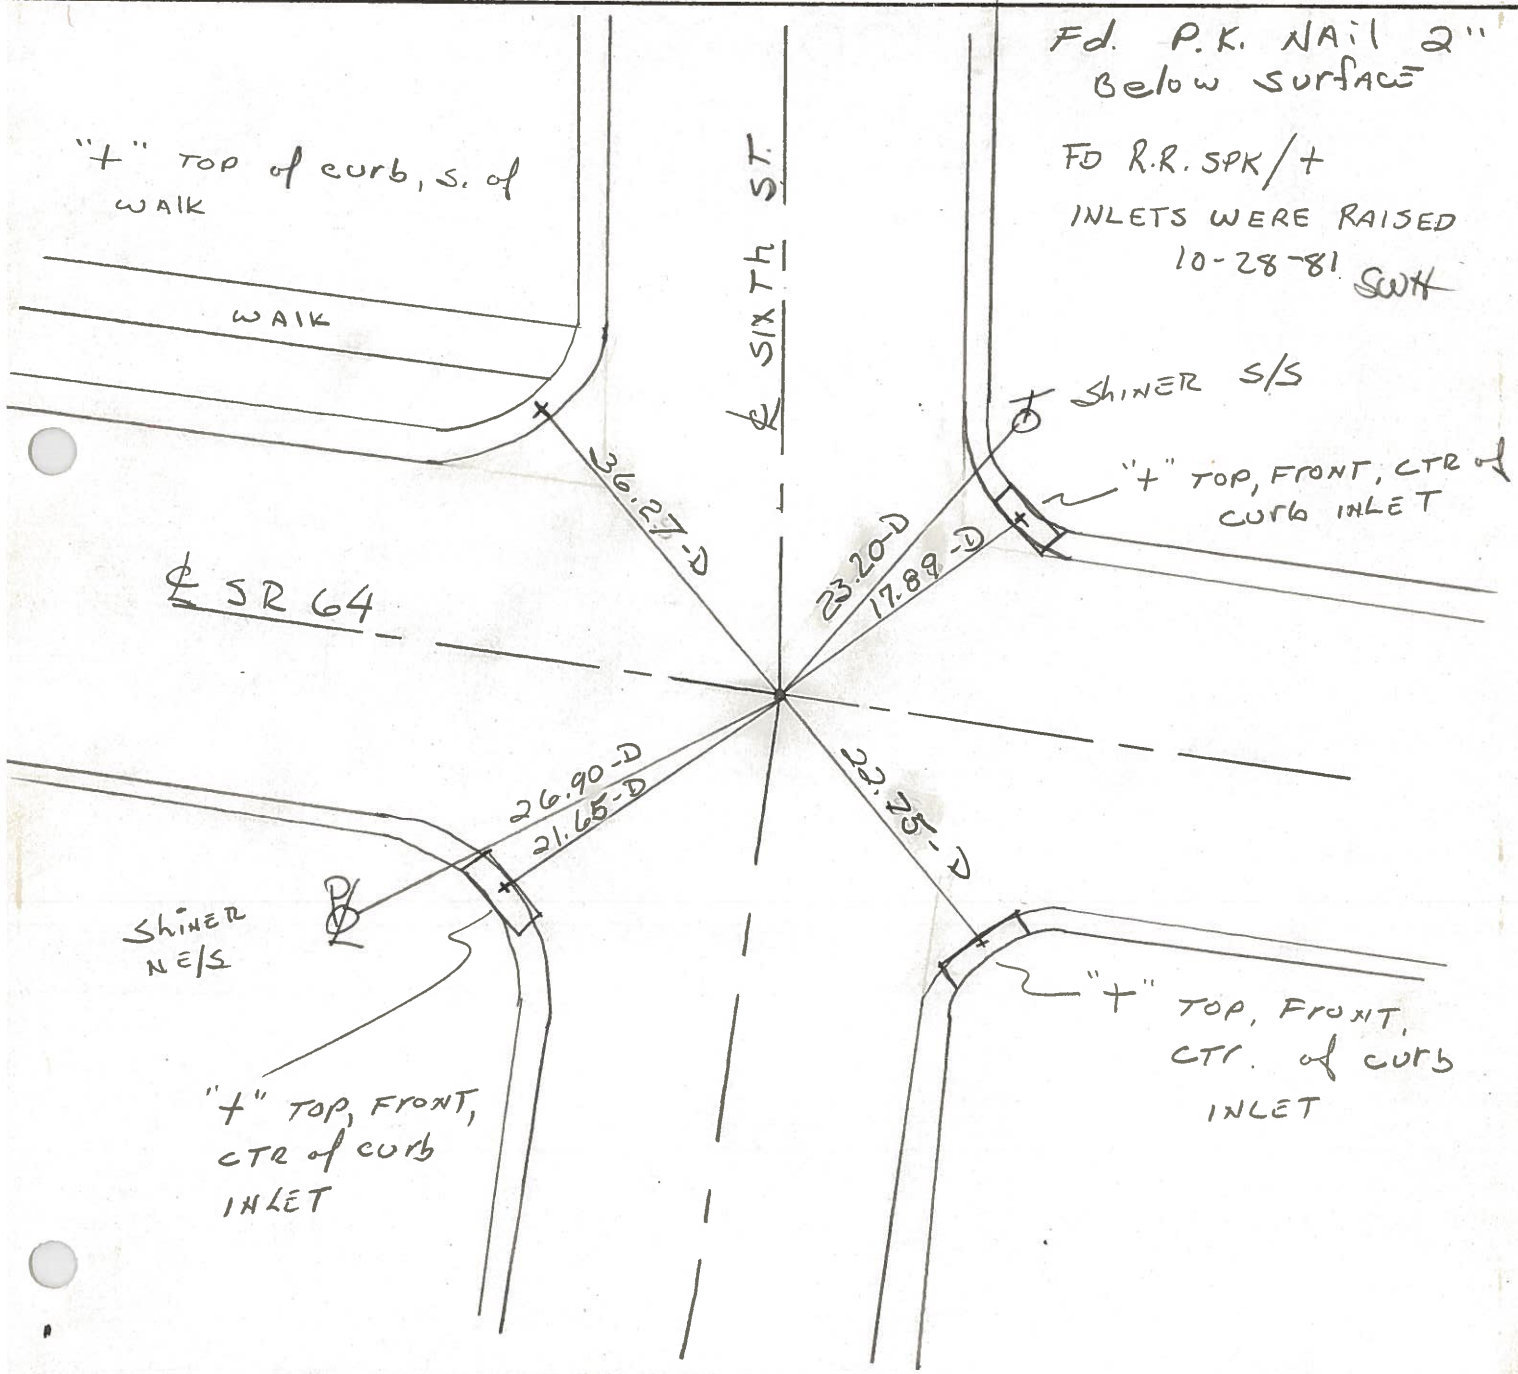 Fd. P.K. NAil 2"
Below SurfACE
FD R.R. SPK/+
INLETS WERE RAISED
10-28-81 SWH
"+" TOP of curb, S. of
WALK
WALK
℄ SIXTH ST.
T
ShINER S/S
"+" TOP, FRONT, CTR of
curb INLET
36.27-D
23.20-D
17.89-D
℄ SR 64
26.90-D
21.65-D
22.75-D
P
ShINER
NE/S
"+" TOP, FRONT,
CTR of curb
INLET
"+" TOP, FRONT,
CTR. of curb
INLET